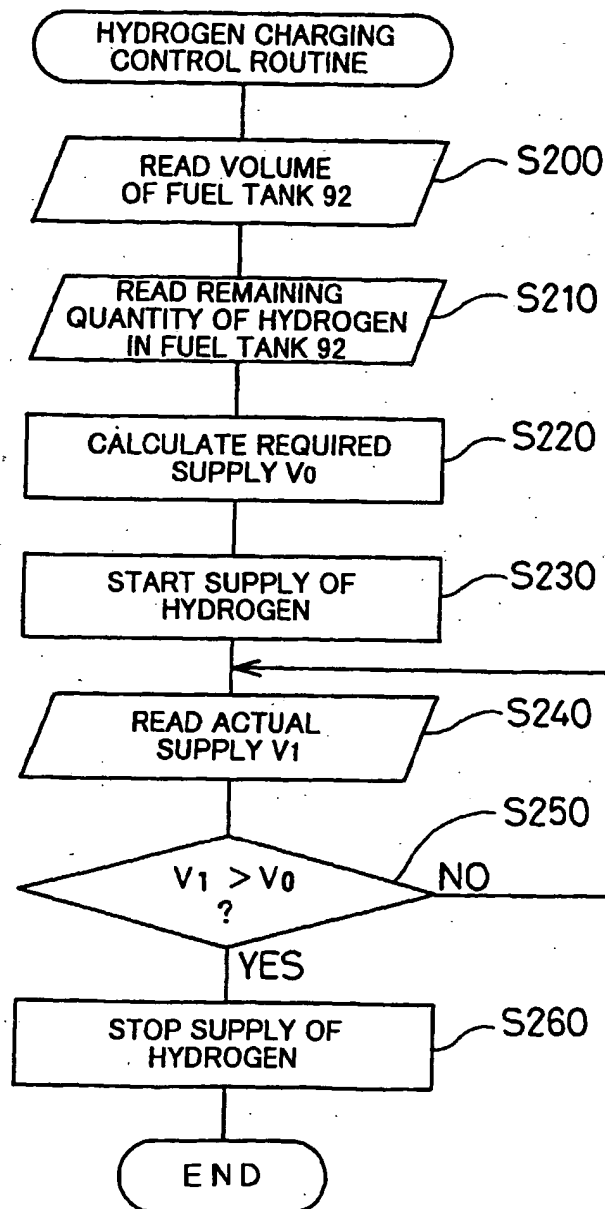 HYDROGEN CHARGING
CONTROL ROUTINE
READ VOLUME
OF FUEL TANK 92
S200
READ REMAINING
QUANTITY OF HYDROGEN
IN FUEL TANK 92
S210
CALCULATE REQUIRED
SUPPLY V0
S220
START SUPPLY OF
HYDROGEN
S230
READ ACTUAL
SUPPLY V1
S240
V1 > V0
?
S250
NO
YES
STOP SUPPLY OF
HYDROGEN
S260
END